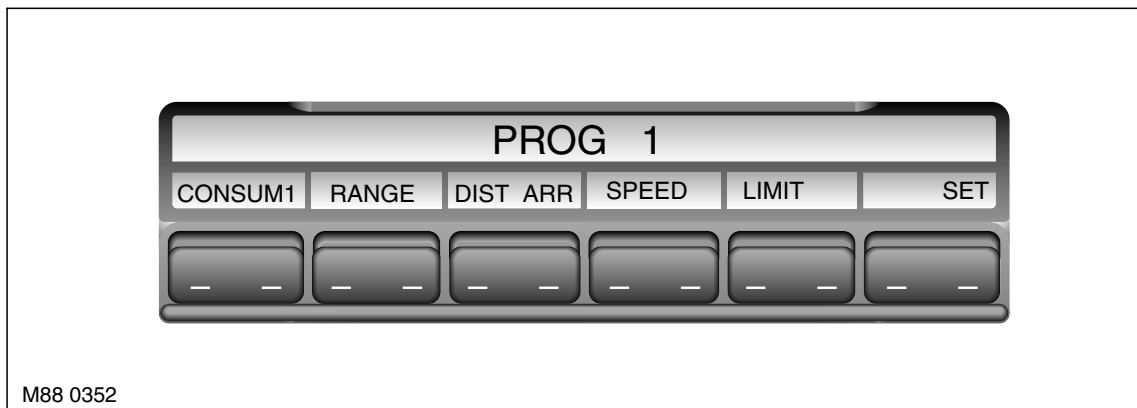 PROG 1
CONSUM1 RANGE DIST ARR SPEED LIMIT SET
M88 0352